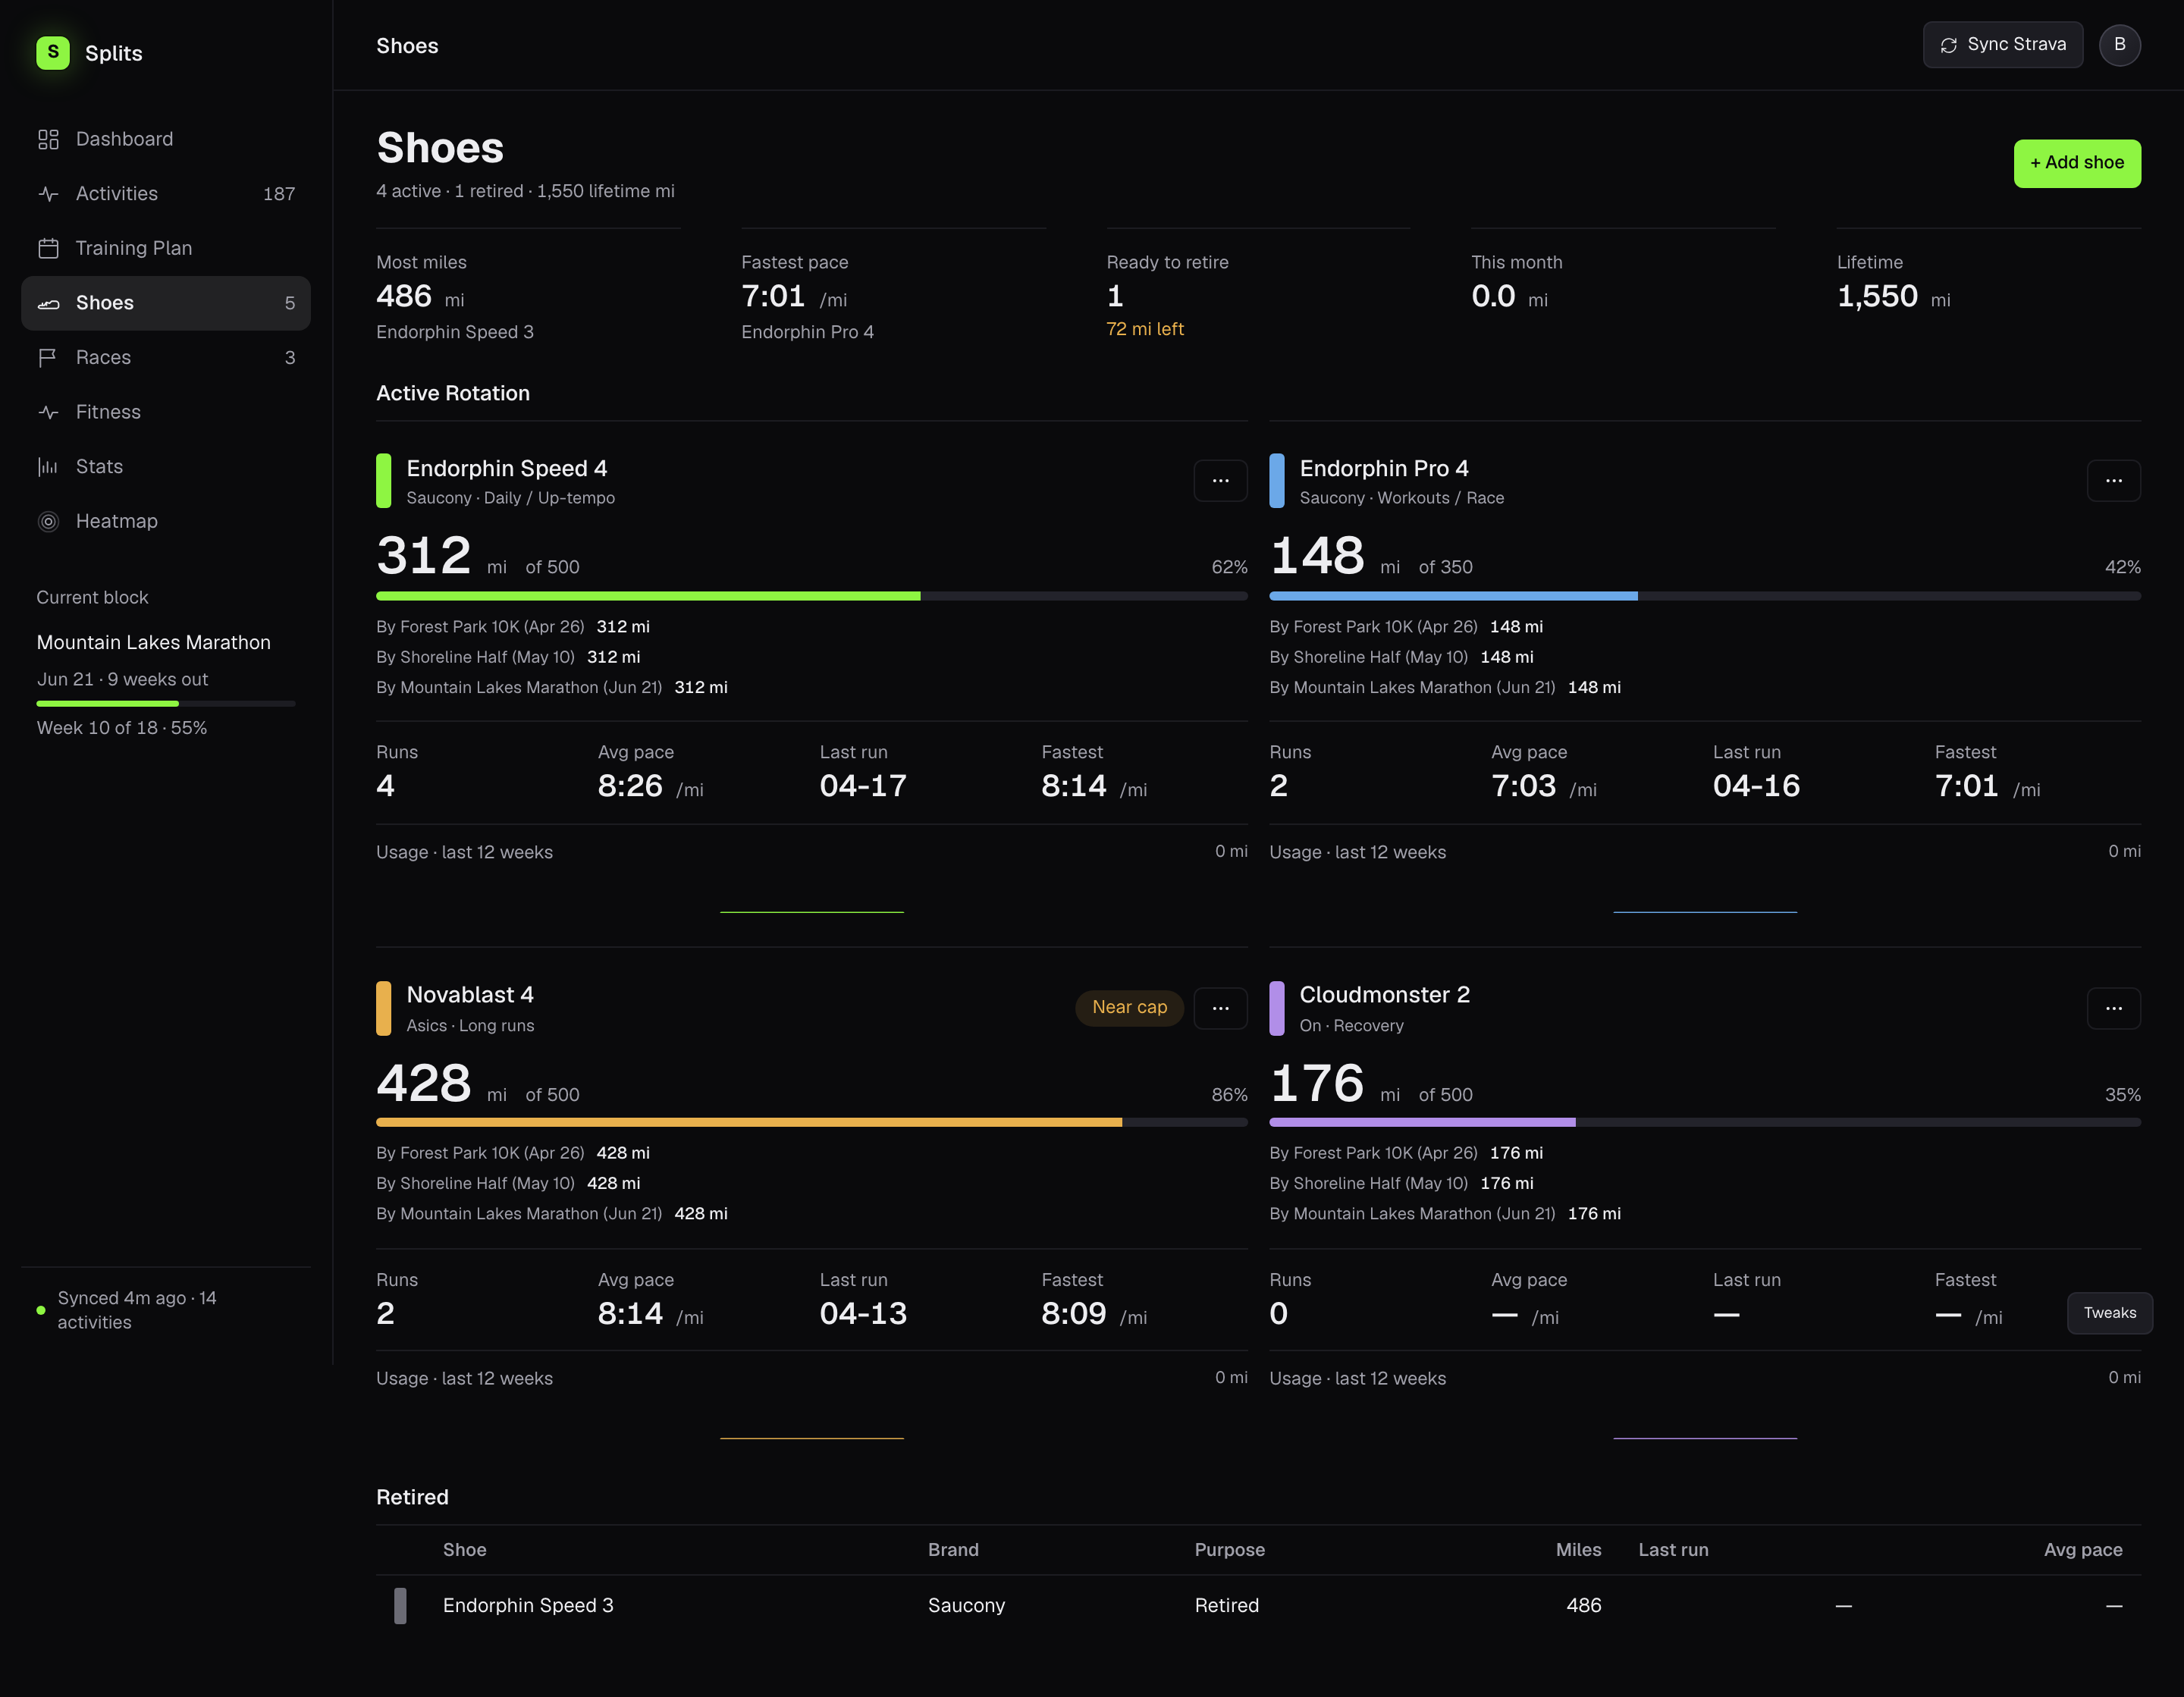 S Splits
Dashboard
Activities 187
Training Plan
Shoes 5
Races 3
Fitness
Stats
Heatmap
Current block
Mountain Lakes Marathon
Jun 21 · 9 weeks out
Week 10 of 18 · 55%
Synced 4m ago · 14
activities
Shoes
Sync Strava
B
Shoes
4 active · 1 retired · 1,550 lifetime mi
+ Add shoe
Most miles
486 mi
Endorphin Speed 3
Fastest pace
7:01 /mi
Endorphin Pro 4
Ready to retire
1
72 mi left
This month
0.0 mi
Lifetime
1,550 mi
Active Rotation
Endorphin Speed 4
Saucony · Daily / Up-tempo
···
312 mi of 500 62%
By Forest Park 10K (Apr 26) 312 mi
By Shoreline Half (May 10) 312 mi
By Mountain Lakes Marathon (Jun 21) 312 mi
Runs Avg pace Last run Fastest
4 8:26 /mi 04-17 8:14 /mi
Usage · last 12 weeks 0 mi
Endorphin Pro 4
Saucony · Workouts / Race
···
148 mi of 350 42%
By Forest Park 10K (Apr 26) 148 mi
By Shoreline Half (May 10) 148 mi
By Mountain Lakes Marathon (Jun 21) 148 mi
Runs Avg pace Last run Fastest
2 7:03 /mi 04-16 7:01 /mi
Usage · last 12 weeks 0 mi
Novablast 4
Asics · Long runs
Near cap
···
428 mi of 500 86%
By Forest Park 10K (Apr 26) 428 mi
By Shoreline Half (May 10) 428 mi
By Mountain Lakes Marathon (Jun 21) 428 mi
Runs Avg pace Last run Fastest
2 8:14 /mi 04-13 8:09 /mi
Usage · last 12 weeks 0 mi
Cloudmonster 2
On · Recovery
···
176 mi of 500 35%
By Forest Park 10K (Apr 26) 176 mi
By Shoreline Half (May 10) 176 mi
By Mountain Lakes Marathon (Jun 21) 176 mi
Runs Avg pace Last run Fastest
0 — /mi — — /mi
Tweaks
Usage · last 12 weeks 0 mi
Retired
Shoe Brand Purpose Miles Last run Avg pace
Endorphin Speed 3 Saucony Retired 486 — —